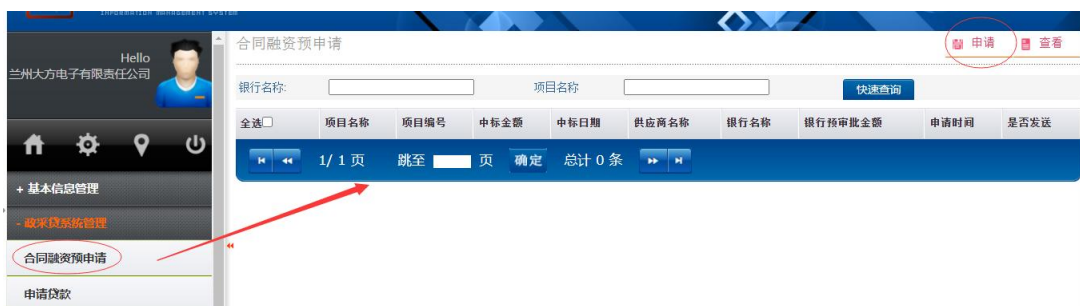 INFORMATION MANAGEMENT SYSTEM
Hello
兰州大方电子有限责任公司
合同融资预申请
申请
查看
银行名称:
项目名称
快速查询
全选
项目名称
项目编号
中标金额
中标日期
供应商名称
银行名称
银行预审批金额
申请时间
是否发送
1/ 1 页
跳至 页
确定
总计 0 条
+ 基本信息管理
- 政采贷系统管理
合同融资预申请
申请贷款